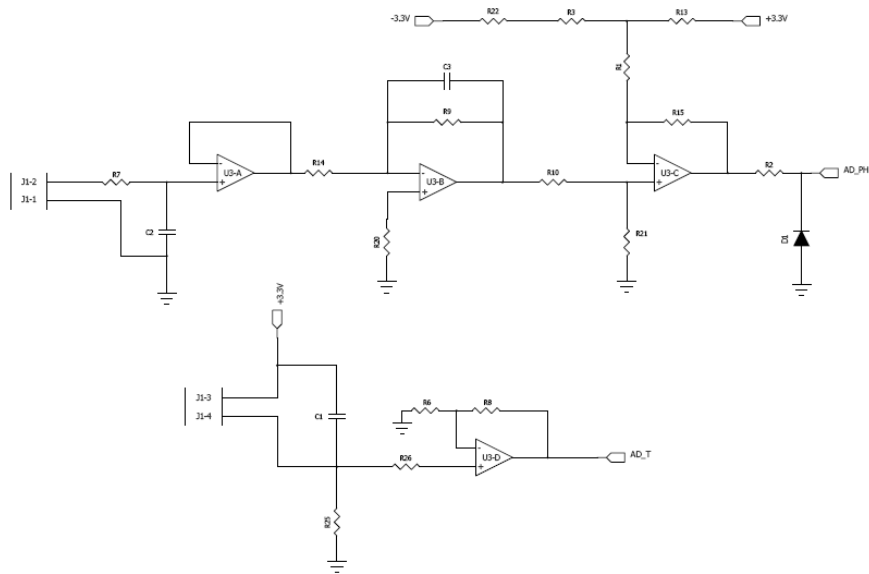 -3.3V
R22
R3
R13
+3.3V
C3
R1
R9
R15
J1-2
J1-1
R7
U3-A
R14
U3-B
R10
U3-C
R2
AD_PH
C2
R20
R21
D1
+3.3V
J1-3
J1-4
C1
R6
R8
R26
U3-D
AD_T
R25